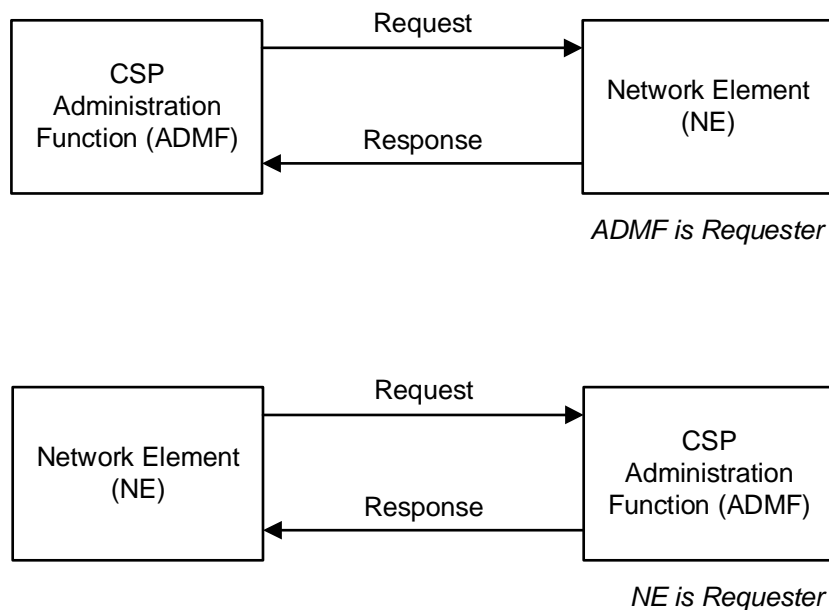 Request
CSP
Administration
Function (ADMF)
Network Element
(NE)
Response
ADMF is Requester
Request
Network Element
(NE)
CSP
Administration
Function (ADMF)
Response
NE is Requester